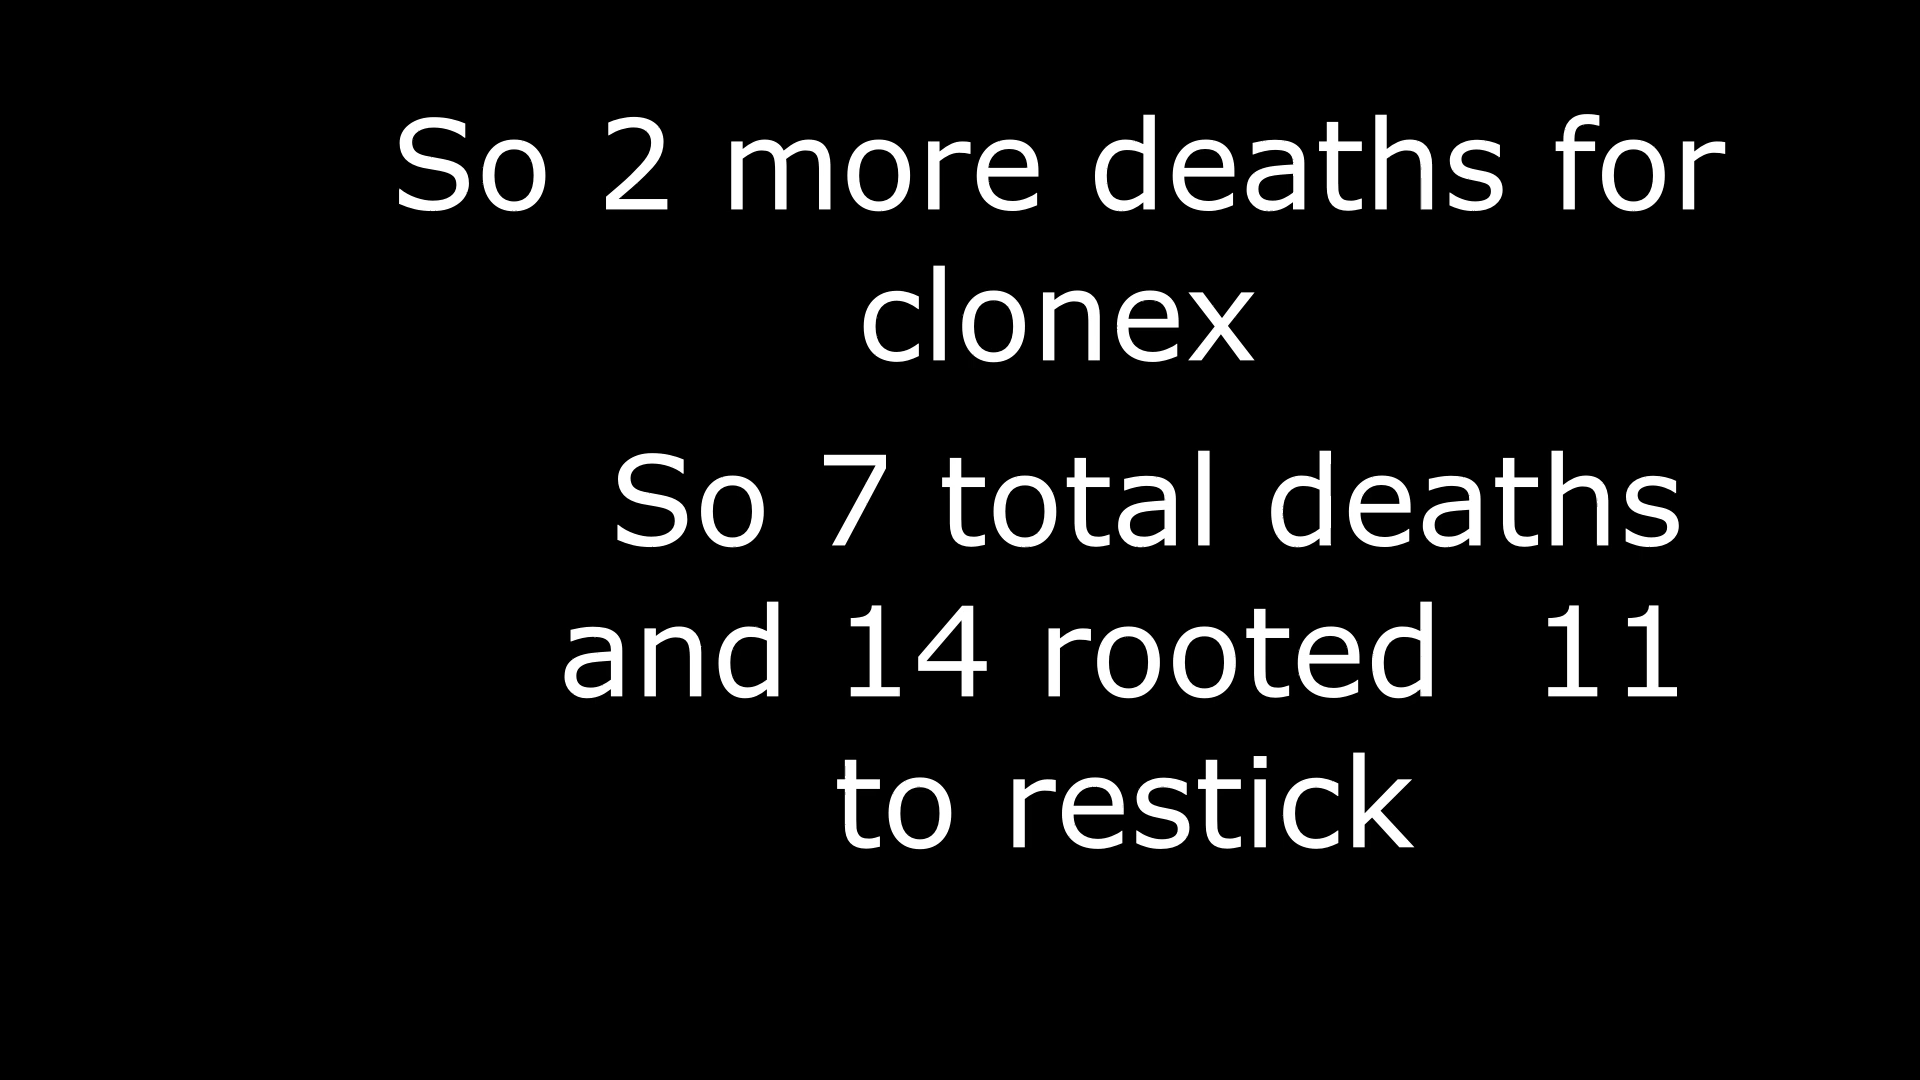 So 2 more deaths for
clonex
So 7 total deaths
and 14 rooted  11
to restick